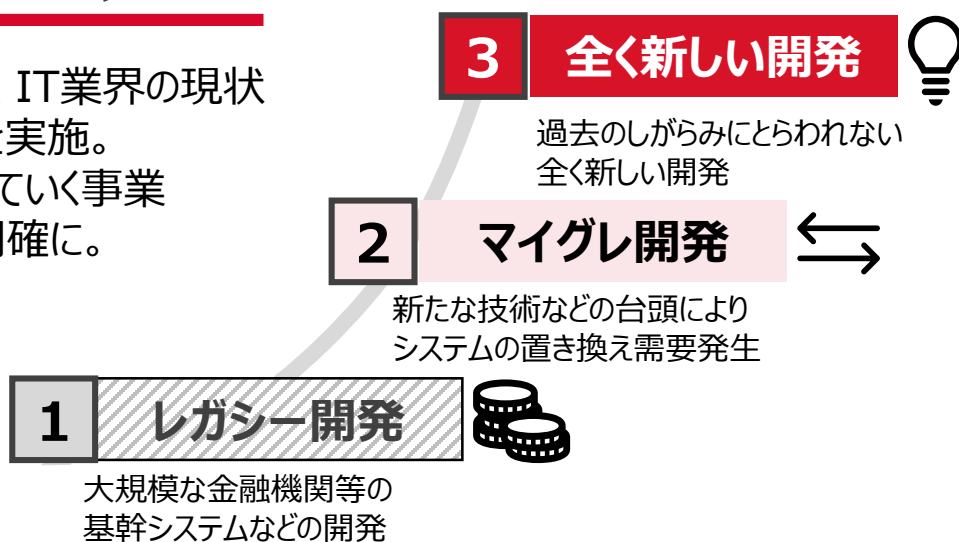 IT業界の現状
実施。
ていく事業
確に。
3 全く新しい開発
過去のしがらみにとらわれない
全く新しい開発
2 マイグレ開発
新たな技術などの台頭により
システムの置き換え需要発生
1 レガシー開発
大規模な金融機関等の
基幹システムなどの開発